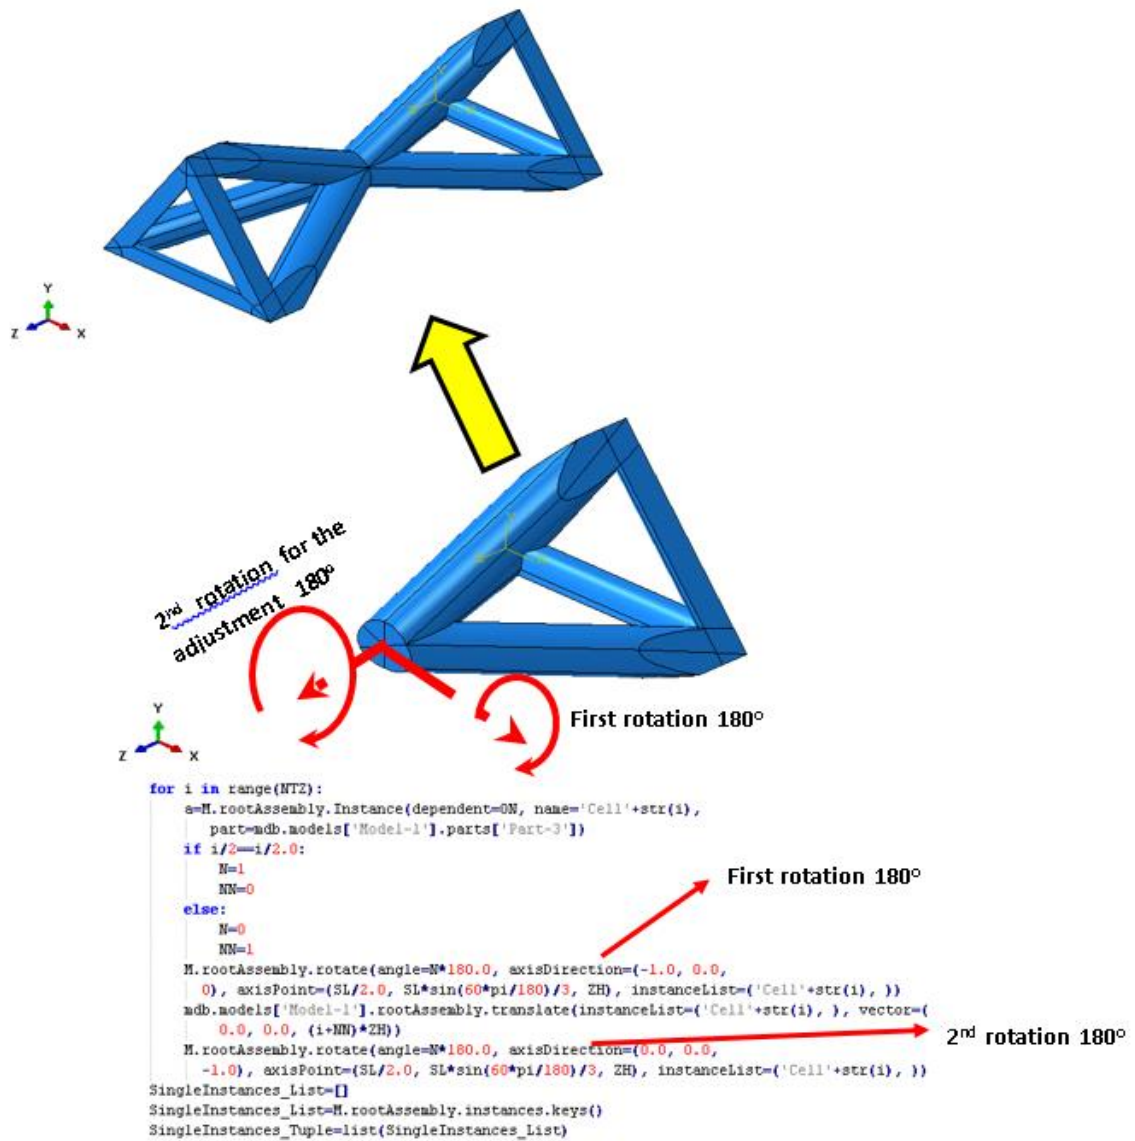 Y
Z
X
2nd rotation for the
adjustment 180°
First rotation 180°
Y
Z
X
for i in range(NTZ):
a=M.rootAssembly.Instance(dependent=ON, name='Cell'+str(i),
part=mdb.models['Model-1'].parts['Part-3'])
if i/2==i/2.0:
N=1
NN=0
First rotation 180°
else:
N=0
NN=1
M.rootAssembly.rotate(angle=N*180.0, axisDirection=(-1.0, 0.0,
0), axisPoint=(SL/2.0, SL*sin(60*pi/180)/3, ZH), instanceList=('Cell'+str(i), ))
mdb.models['Model-1'].rootAssembly.translate(instanceList=('Cell'+str(i), ), vector=(
0.0, 0.0, (i+NN)*ZH))
2nd rotation 180°
M.rootAssembly.rotate(angle=N*180.0, axisDirection=(0.0, 0.0,
-1.0), axisPoint=(SL/2.0, SL*sin(60*pi/180)/3, ZH), instanceList=('Cell'+str(i), ))
SingleInstances_List=[]
SingleInstances_List=M.rootAssembly.instances.keys()
SingleInstances_Tuple=list(SingleInstances_List)